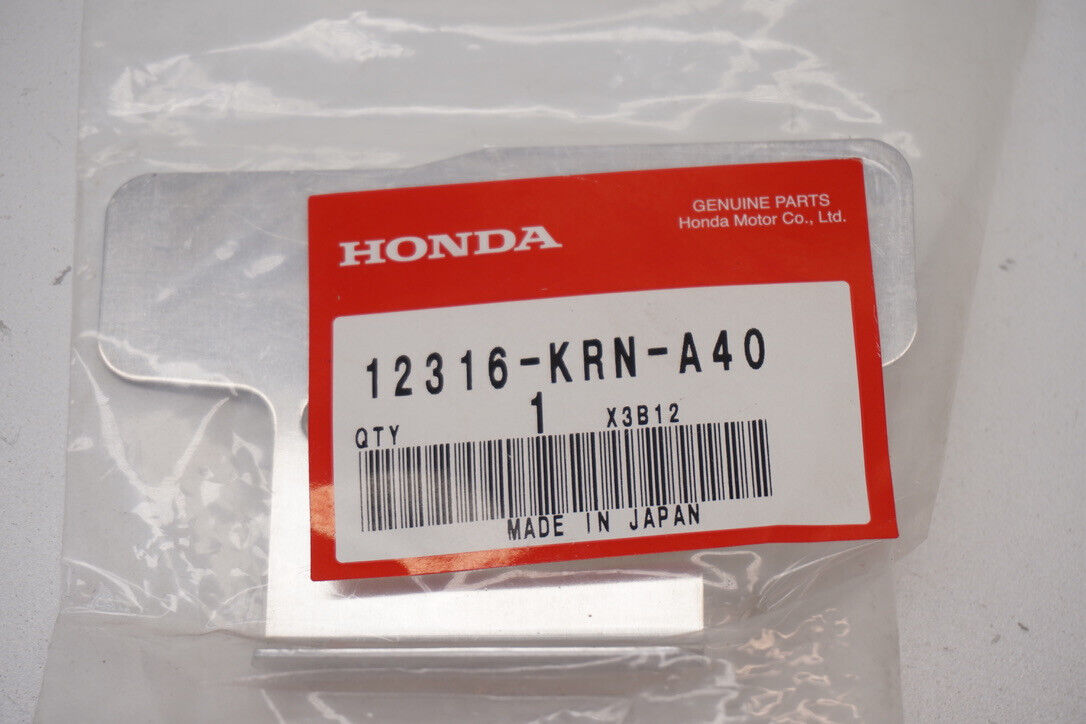 HONDA
GENUINE PARTS
Honda Motor Co., Ltd.
12316-KRN-A40
QTY 1 X3B12
MADE IN JAPAN